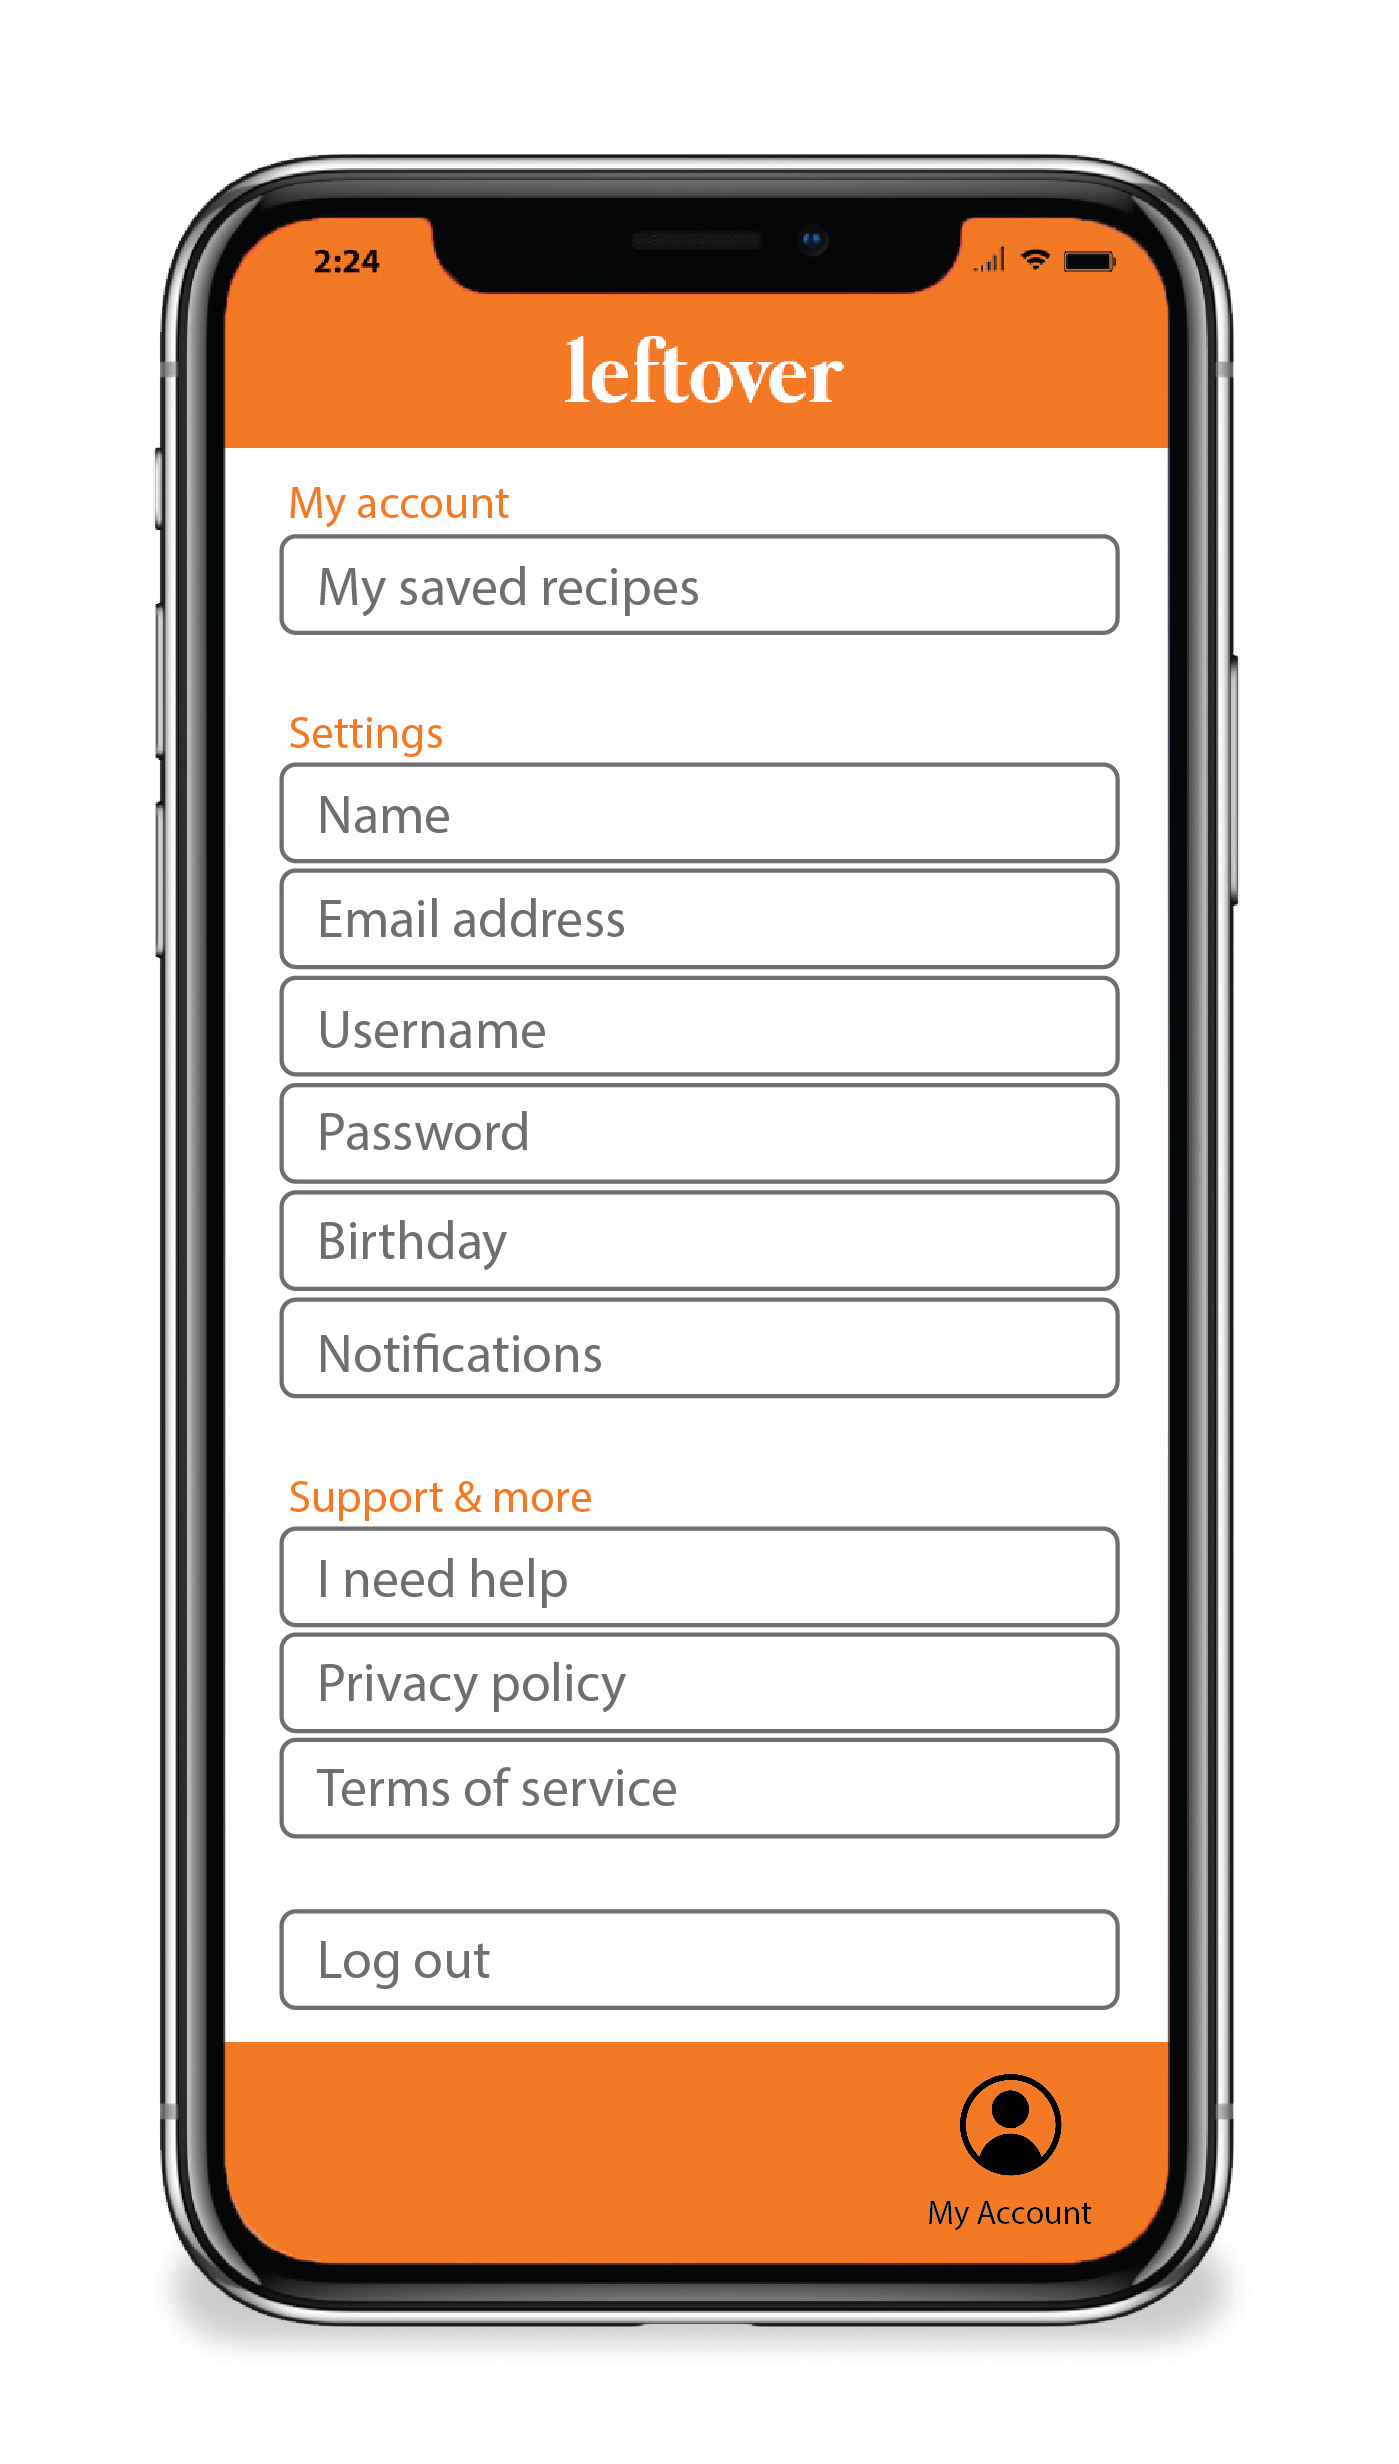 2:24
leftover
My account
My saved recipes
Settings
Name
Email address
Username
Password
Birthday
Notifications
Support & more
I need help
Privacy policy
Terms of service
Log out
My Account